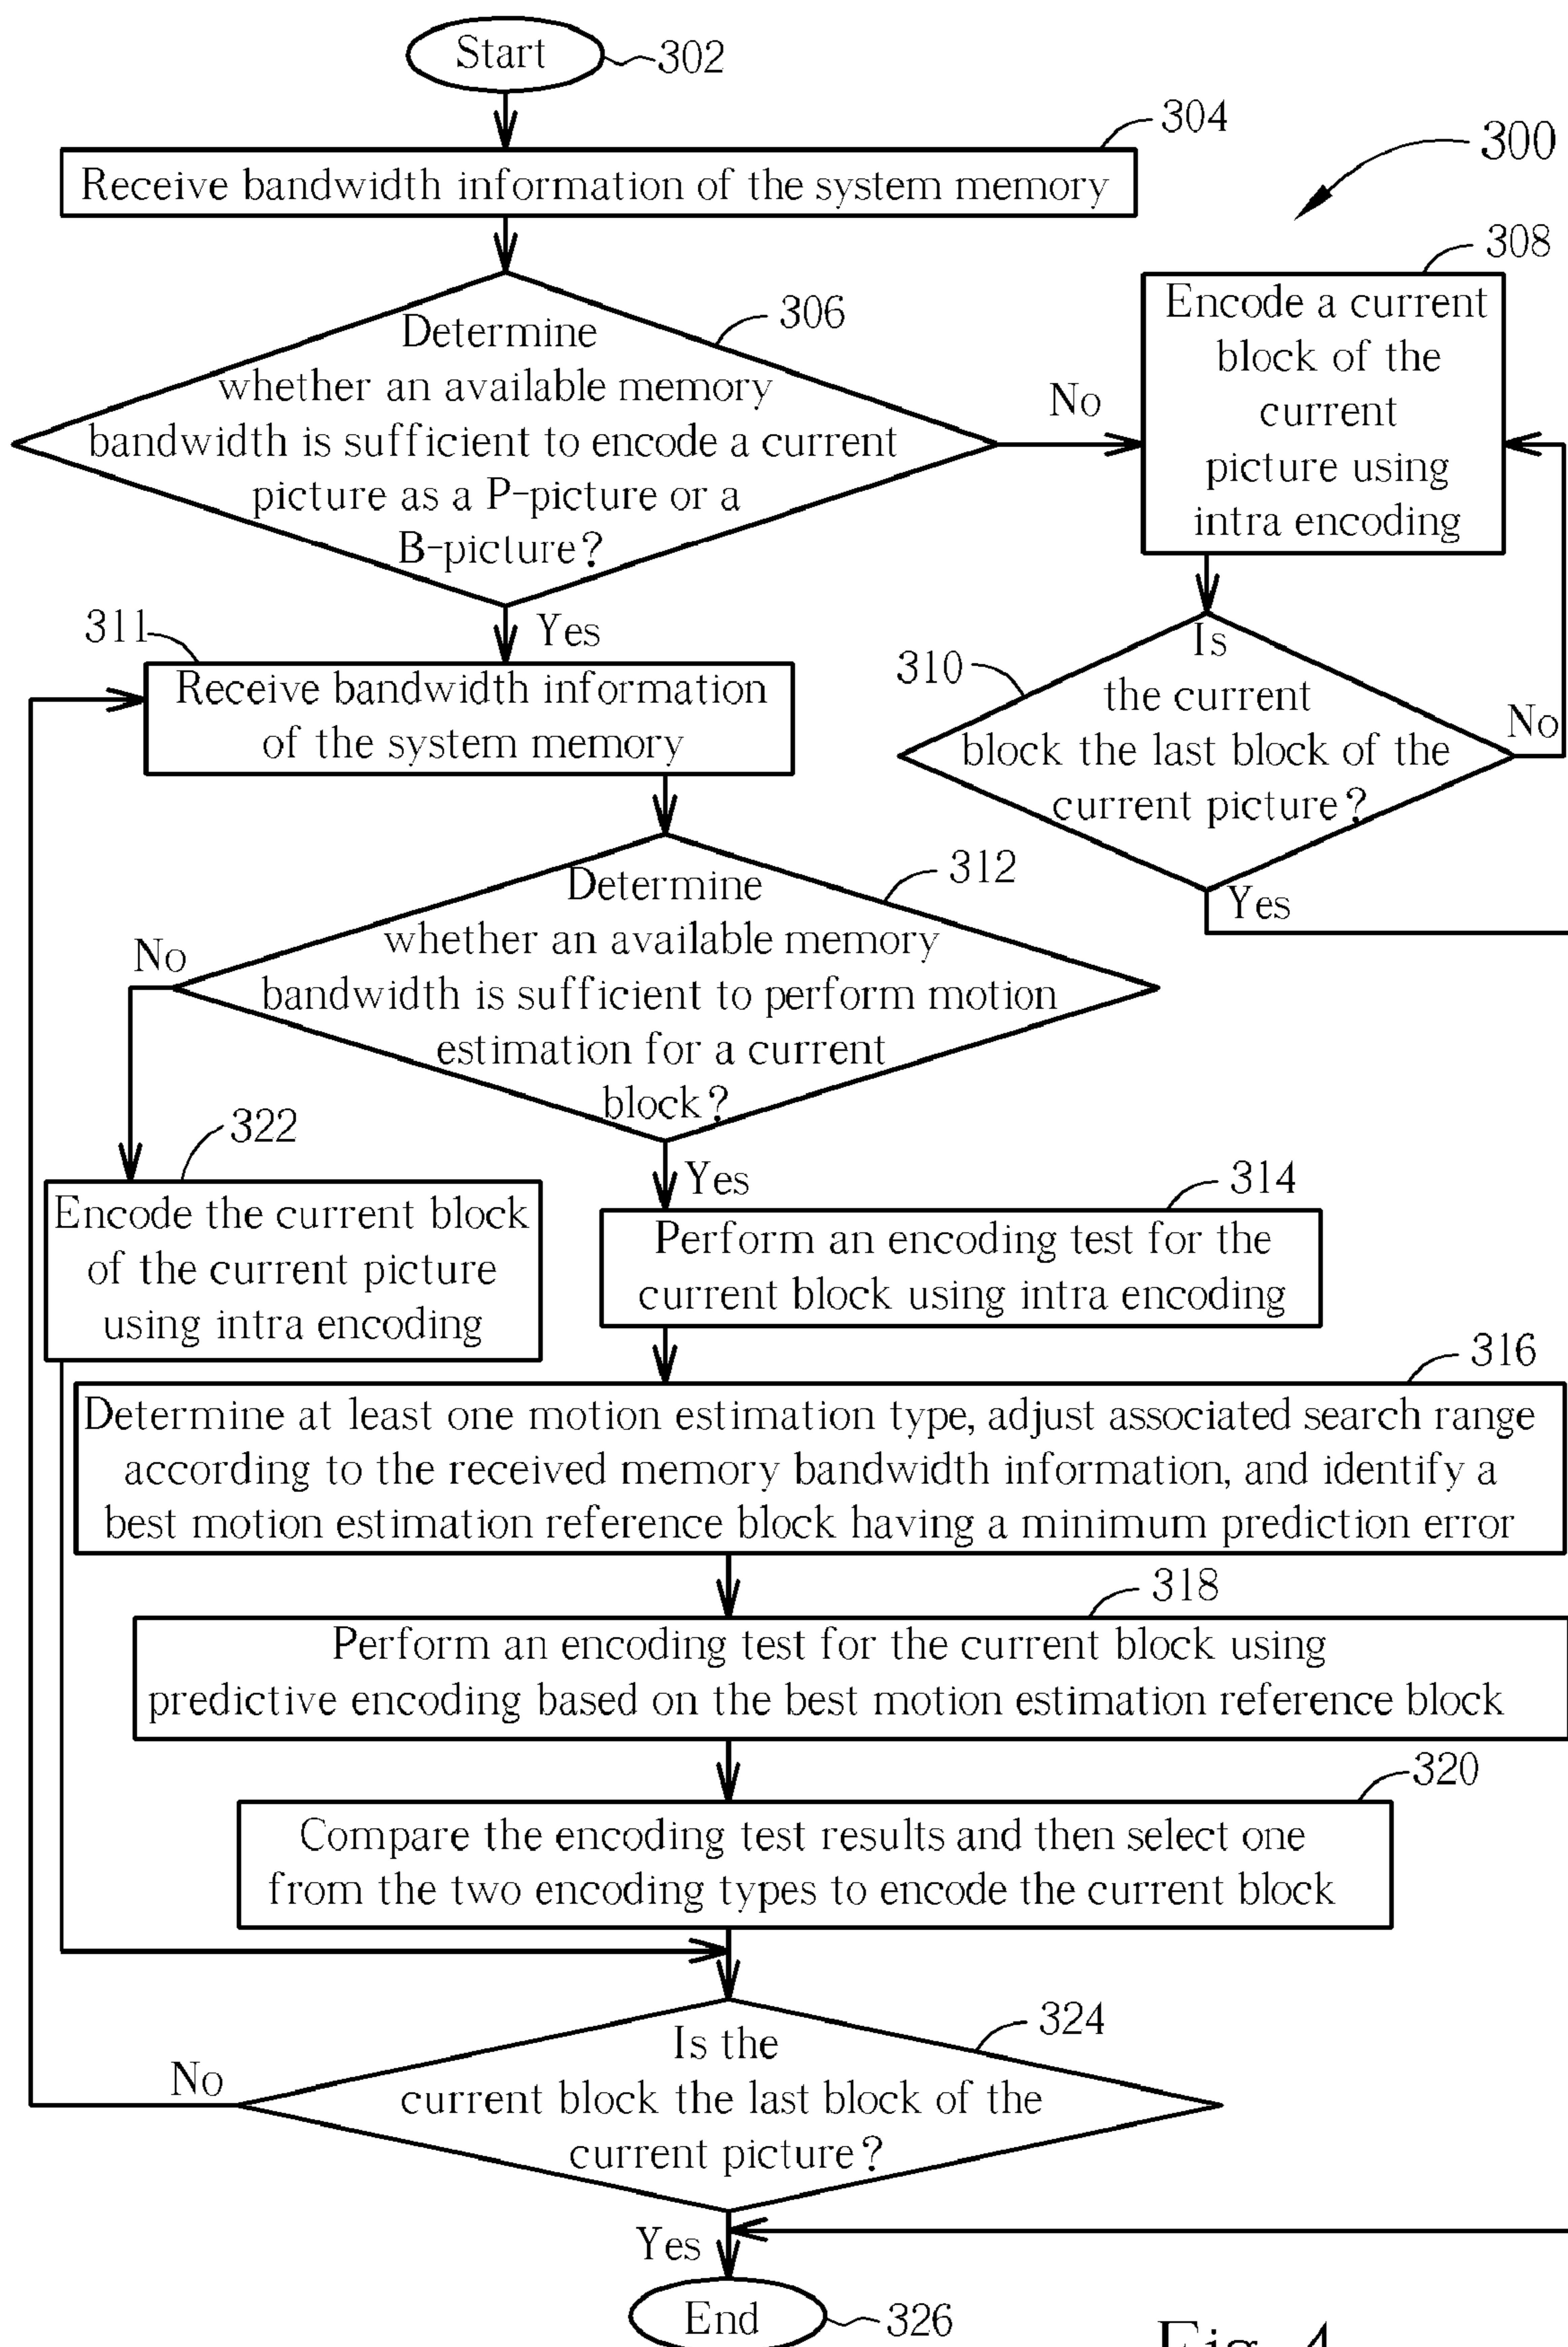 Start
302
304
Receive bandwidth information of the system memory
300
308
306
Determine
whether an available memory
bandwidth is sufficient to encode a current
picture as a P-picture or a
B-picture?
No
Encode a current
block of the
current
picture using
intra encoding
Yes
311
Receive bandwidth information
of the system memory
310
Is
the current
block the last block of the
current picture?
No
Yes
312
Determine
whether an available memory
bandwidth is sufficient to perform motion
estimation for a current
block?
No
322
Yes
Encode the current block
of the current picture
using intra encoding
314
Perform an encoding test for the
current block using intra encoding
316
Determine at least one motion estimation type, adjust associated search range
according to the received memory bandwidth information, and identify a
best motion estimation reference block having a minimum prediction error
318
Perform an encoding test for the current block using
predictive encoding based on the best motion estimation reference block
320
Compare the encoding test results and then select one
from the two encoding types to encode the current block
324
Is the
current block the last block of the
current picture?
No
Yes
End
326
Fig. 4